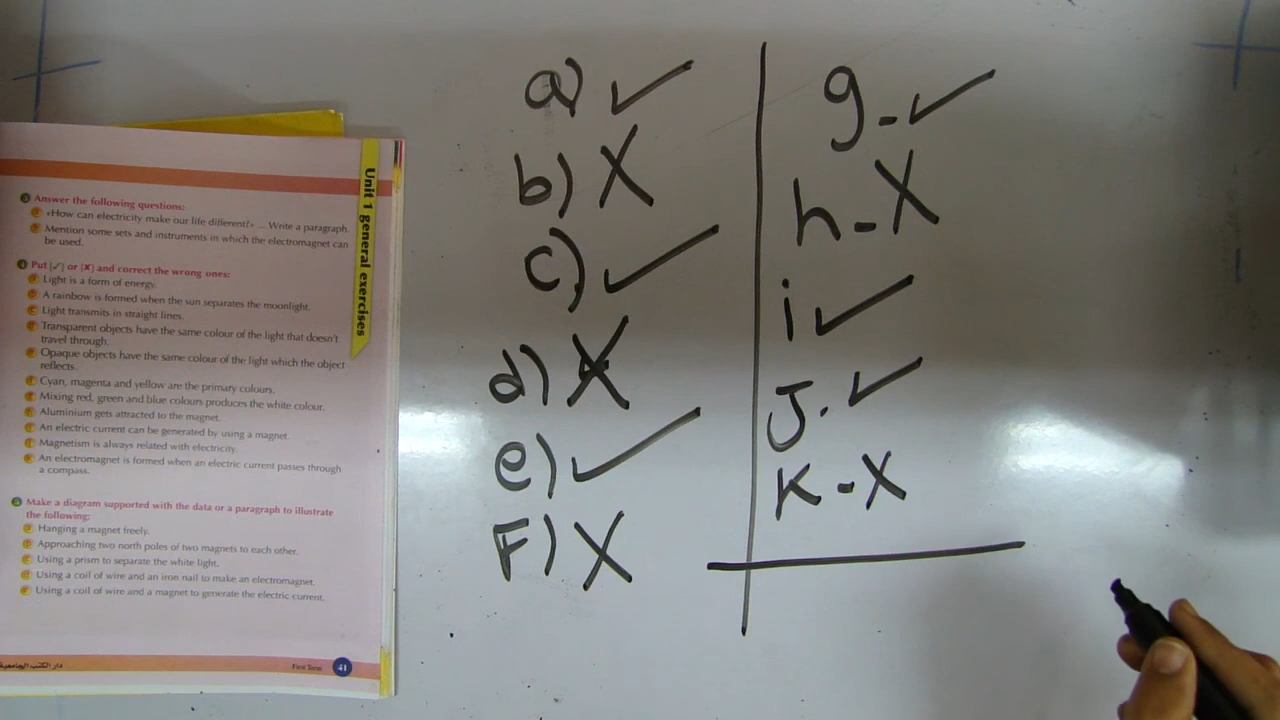 Unit 1 general exercises
3 Answer the following questions:
a «How can electricity make our life different?» ... Write a paragraph.
b Mention some sets and instruments in which the electromagnet can
be used.
4 Put (✓) or (✗) and correct the wrong ones:
a Light is a form of energy.
b A rainbow is formed when the sun separates the moonlight.
c Light transmits in straight lines.
d Transparent objects have the same colour of the light that doesn't
travel through.
e Opaque objects have the same colour of the light which the object
reflects.
f Cyan, magenta and yellow are the primary colours.
g Mixing red, green and blue colours produces the white colour.
h Aluminium gets attracted to the magnet.
i An electric current can be generated by using a magnet.
j Magnetism is always related with electricity.
k An electromagnet is formed when an electric current passes through
a compass.
5 Make a diagram supported with the data or a paragraph to illustrate
the following:
a Hanging a magnet freely.
b Approaching two north poles of two magnets to each other.
c Using a prism to separate the white light.
d Using a coil of wire and an iron nail to make an electromagnet.
e Using a coil of wire and a magnet to generate the electric current.
دار الكتب الجامعية
First Term 41
a) ✓
b) X
c) ✓
d) X
e) ✓
F) X
g - ✓
h - X
i ✓
J. ✓
K - X